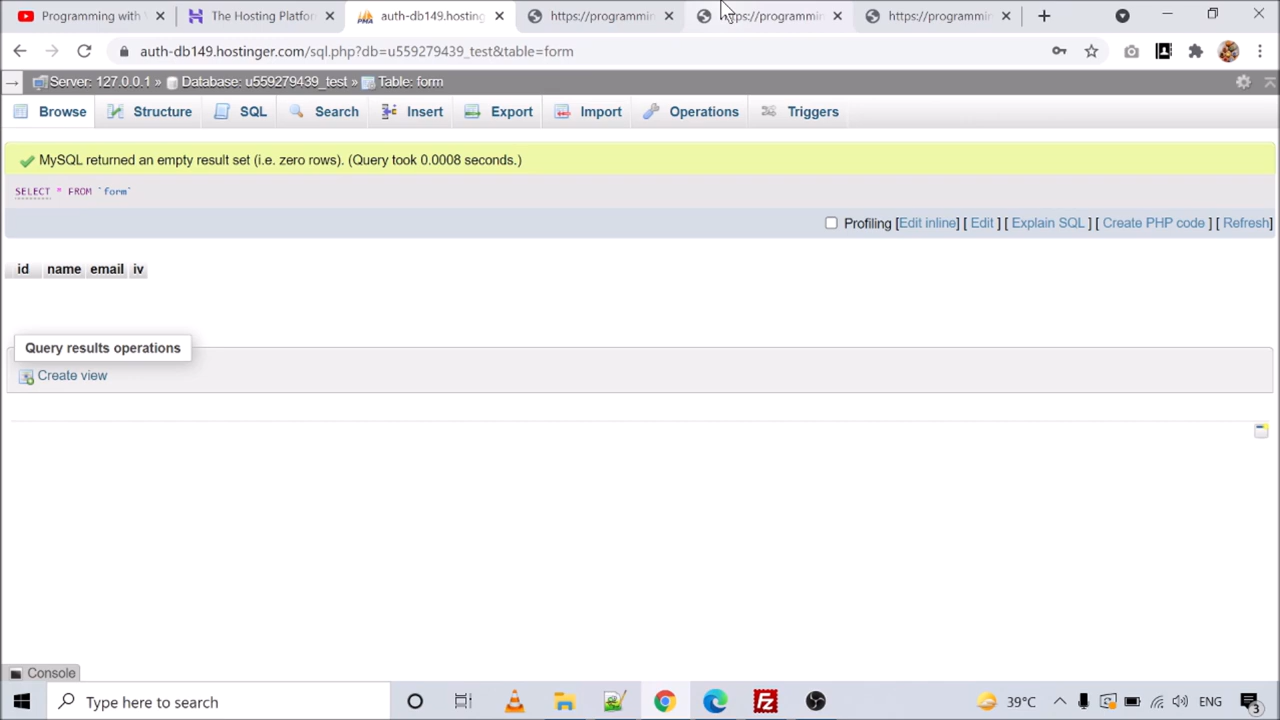 Programming with
The Hosting Platfor
auth-db149.hosting
https://programmin
https://programmin
https://programmin
auth-db149.hostinger.com/sql.php?db=u559279439_test&table=form
Server: 127.0.0.1 » Database: u559279439_test » Table: form
Browse Structure SQL Search Insert Export Import Operations Triggers
MySQL returned an empty result set (i.e. zero rows). (Query took 0.0008 seconds.)
SELECT * FROM `form`
Profiling [Edit inline] [ Edit ] [ Explain SQL ] [ Create PHP code ] [ Refresh]
id name email iv
Query results operations
Create view
Console
Type here to search
39°C ENG 3